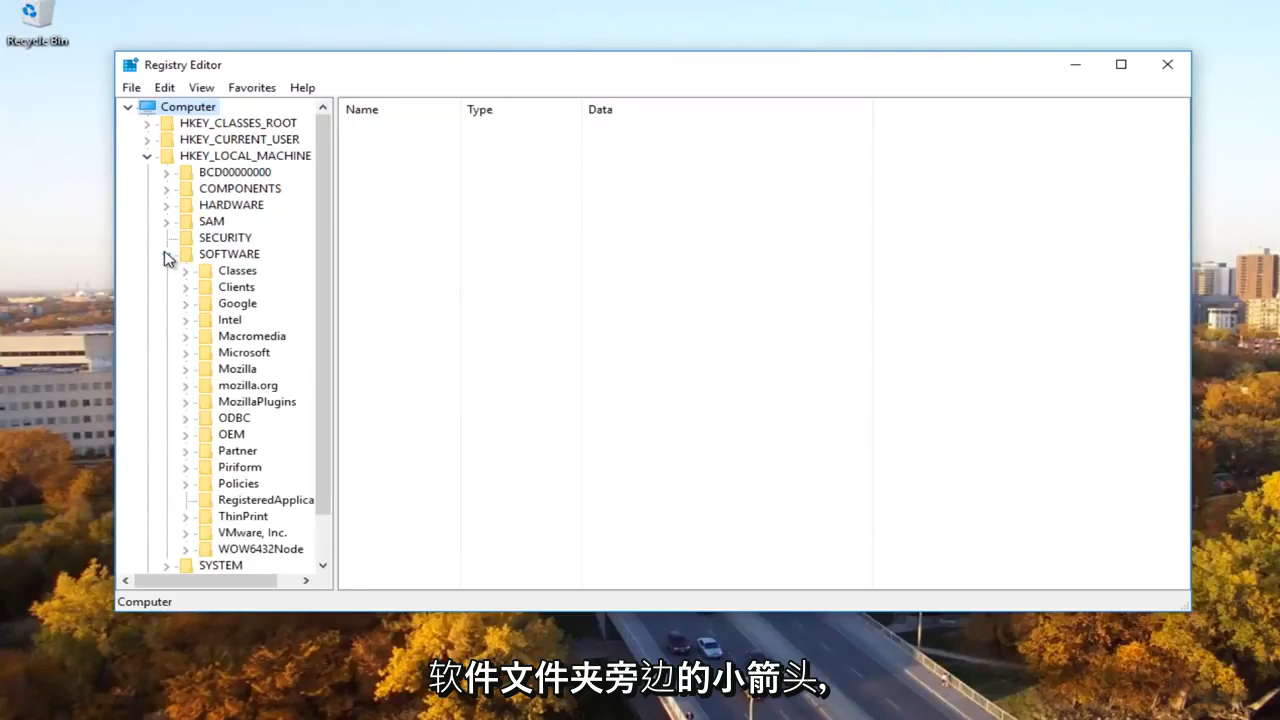 Recycle Bin
Registry Editor
File Edit View Favorites Help
Computer
HKEY_CLASSES_ROOT
HKEY_CURRENT_USER
HKEY_LOCAL_MACHINE
BCD00000000
COMPONENTS
HARDWARE
SAM
SECURITY
SOFTWARE
Classes
Clients
Google
Intel
Macromedia
Microsoft
Mozilla
mozilla.org
MozillaPlugins
ODBC
OEM
Partner
Piriform
Policies
RegisteredApplica
ThinPrint
VMware, Inc.
WOW6432Node
SYSTEM
Name Type Data
Computer
软件文件夹旁边的小箭头,